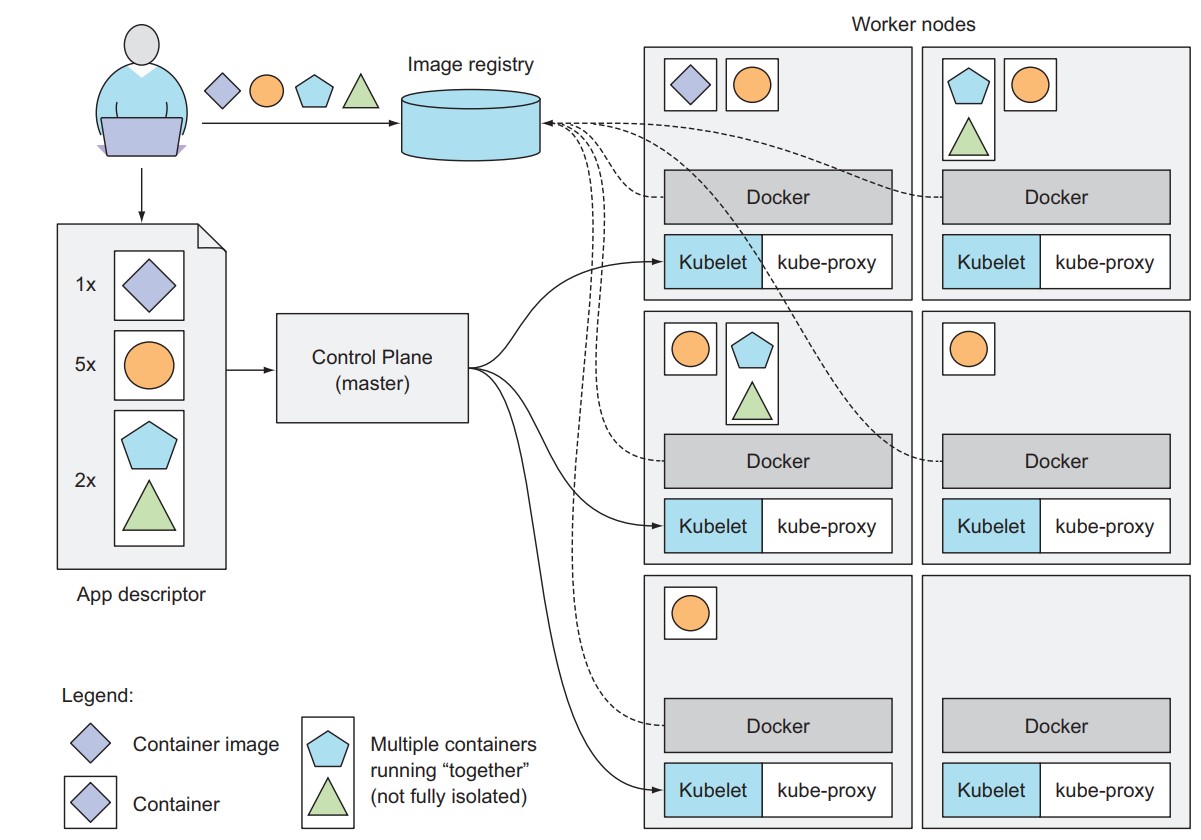 Worker nodes
Image registry
Docker
Kubelet
kube-proxy
Docker
Kubelet
kube-proxy
1x
5x
2x
App descriptor
Control Plane
(master)
Docker
Kubelet
kube-proxy
Docker
Kubelet
kube-proxy
Docker
Kubelet
kube-proxy
Docker
Kubelet
kube-proxy
Legend:
Container image
Container
Multiple containers
running “together”
(not fully isolated)